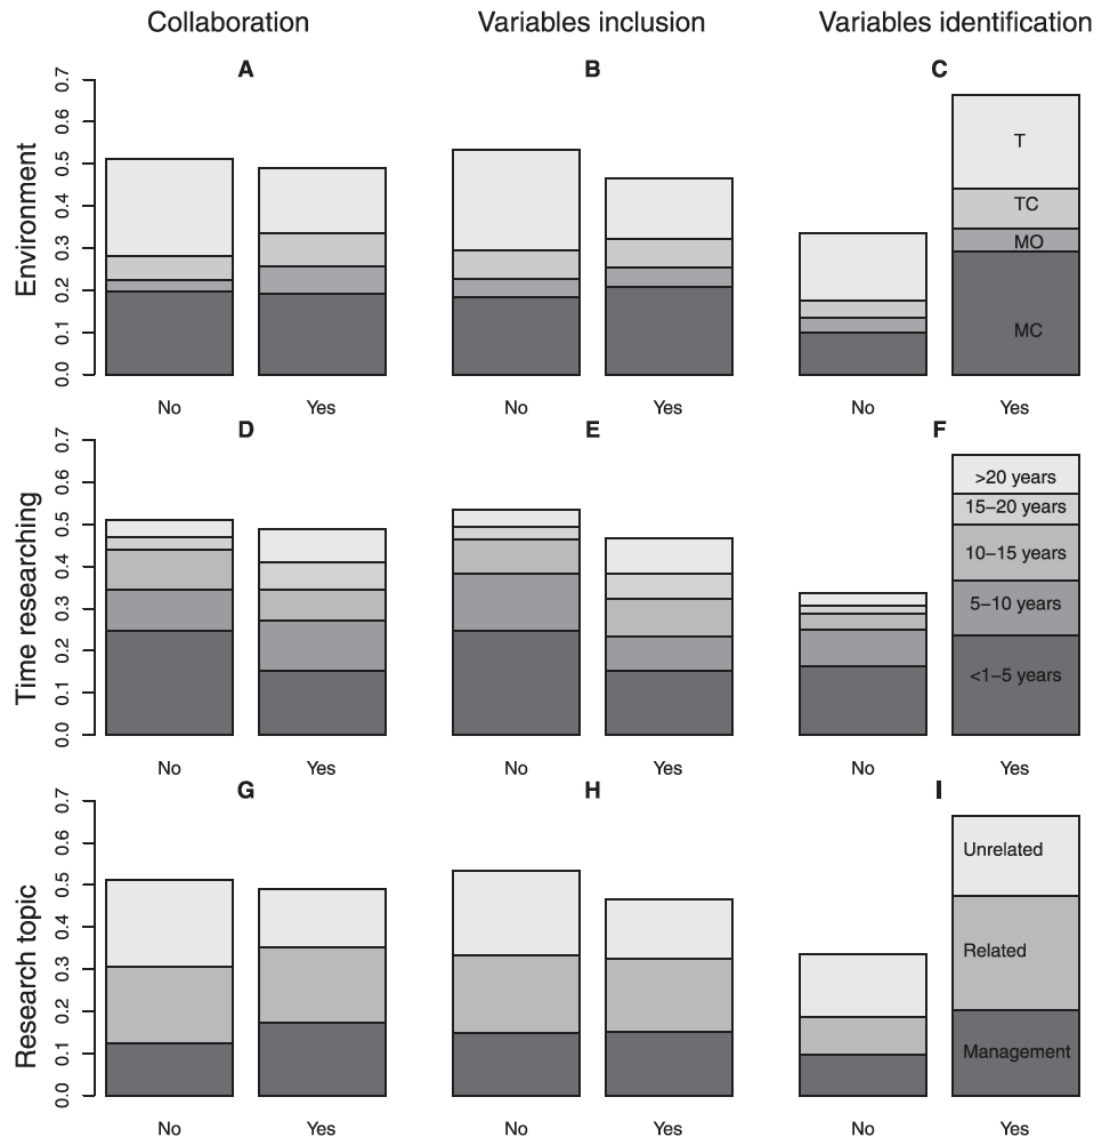 Collaboration
Variables inclusion
Variables identification
A
B
C
Environment
0.0 0.1 0.2 0.3 0.4 0.5 0.6 0.7
T
TC
MO
MC
No Yes
No Yes
No Yes
D
E
F
Time researching
0.0 0.1 0.2 0.3 0.4 0.5 0.6 0.7
>20 years
15–20 years
10–15 years
5–10 years
<1–5 years
No Yes
No Yes
No Yes
G
H
I
Research topic
0.0 0.1 0.2 0.3 0.4 0.5 0.6 0.7
Unrelated
Related
Management
No Yes
No Yes
No Yes